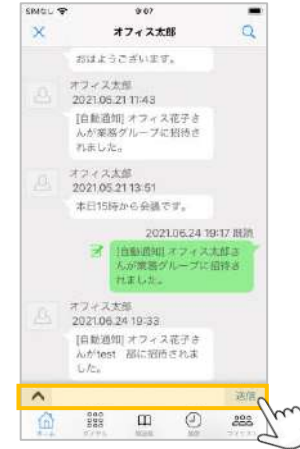 SIMなし 9:07
オフィス太郎
おはようございます。
オフィス太郎
2021.06.21 11:43
[自動通知] オフィス花子さ
んが業務グループに招待さ
れました。
オフィス太郎
2021.06.21 13:51
本日15時から会議です。
2021.06.24 19:17 既読
[自動通知] オフィス太郎さ
んが業務グループに招待さ
れました。
オフィス太郎
2021.06.24 19:33
[自動通知] オフィス花子さ
んがtest 部に招待されま
した。
送信
ホーム